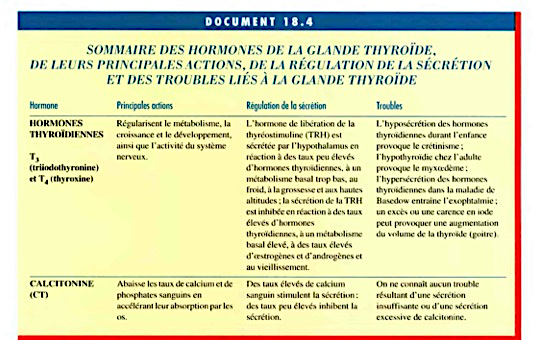 DOCUMENT 18.4
SOMMAIRE DES HORMONES DE LA GLANDE THYROÏDE,
DE LEURS PRINCIPALES ACTIONS, DE LA RÉGULATION DE LA SÉCRÉTION
ET DES TROUBLES LIÉS À LA GLANDE THYROÏDE
Hormone
Principales actions
Régulation de la sécrétion
Troubles
HORMONES
THYROÏDIENNES
T3
(triiodothyronine)
et T4 (thyroxine)
Régularisent le métabolisme, la
croissance et le développement,
ainsi que l'activité du système
nerveux.
L'hormone de libération de la
thyréostimuline (TRH) est
sécrétée par l'hypothalamus en
réaction à des taux peu élevés
d'hormones thyroïdiennes, à un
métabolisme basal trop bas, au
froid, à la grossesse et aux hautes
altitudes ; la sécrétion de la TRH
est inhibée en réaction à des taux
élevés d'hormones
thyroïdiennes, à un métabolisme
basal élevé, à des taux élevés
d'œstrogènes et d'androgènes et
au vieillissement.
L'hyposécrétion des hormones
thyroïdiennes durant l'enfance
provoque le crétinisme ;
l'hypothyroïdie chez l'adulte
provoque le myxœdème ;
l'hypersécrétion des hormones
thyroïdiennes dans la maladie de
Basedow entraîne l'exophtalmie ;
un excès ou une carence en iode
peut provoquer une augmentation
du volume de la thyroïde (goitre).
CALCITONINE
(CT)
Abaisse les taux de calcium et de
phosphates sanguins en
accélérant leur absorption par les
os.
Des taux élevés de calcium
sanguin stimulent la sécrétion ;
des taux peu élevés inhibent la
sécrétion.
On ne connaît aucun trouble
résultant d'une sécrétion
insuffisante ou d'une sécrétion
excessive de calcitonine.